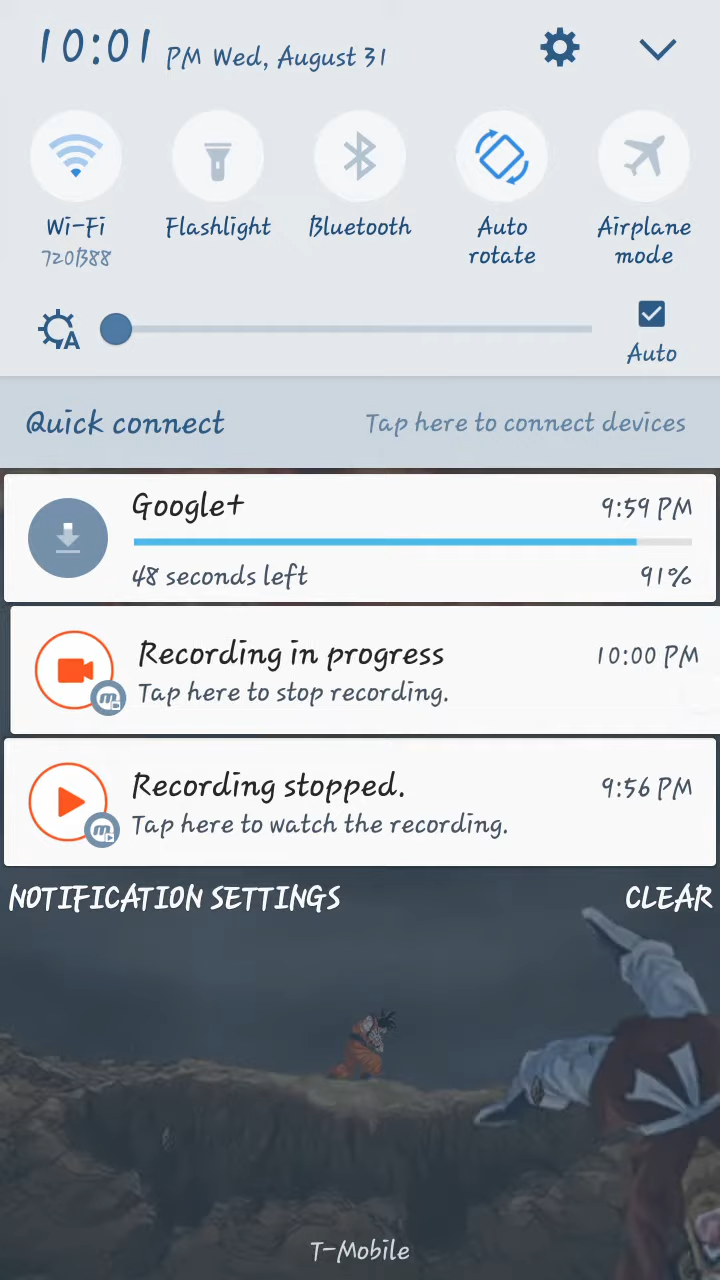 10:01 PM Wed, August 31
Wi-Fi
720B88
Flashlight
Bluetooth
Auto
rotate
Airplane
mode
A
Auto
Quick connect Tap here to connect devices
Google+ 9:59 PM
48 seconds left 91%
Recording in progress 10:00 PM
Tap here to stop recording.
Recording stopped. 9:56 PM
Tap here to watch the recording.
NOTIFICATION SETTINGS CLEAR
T-Mobile